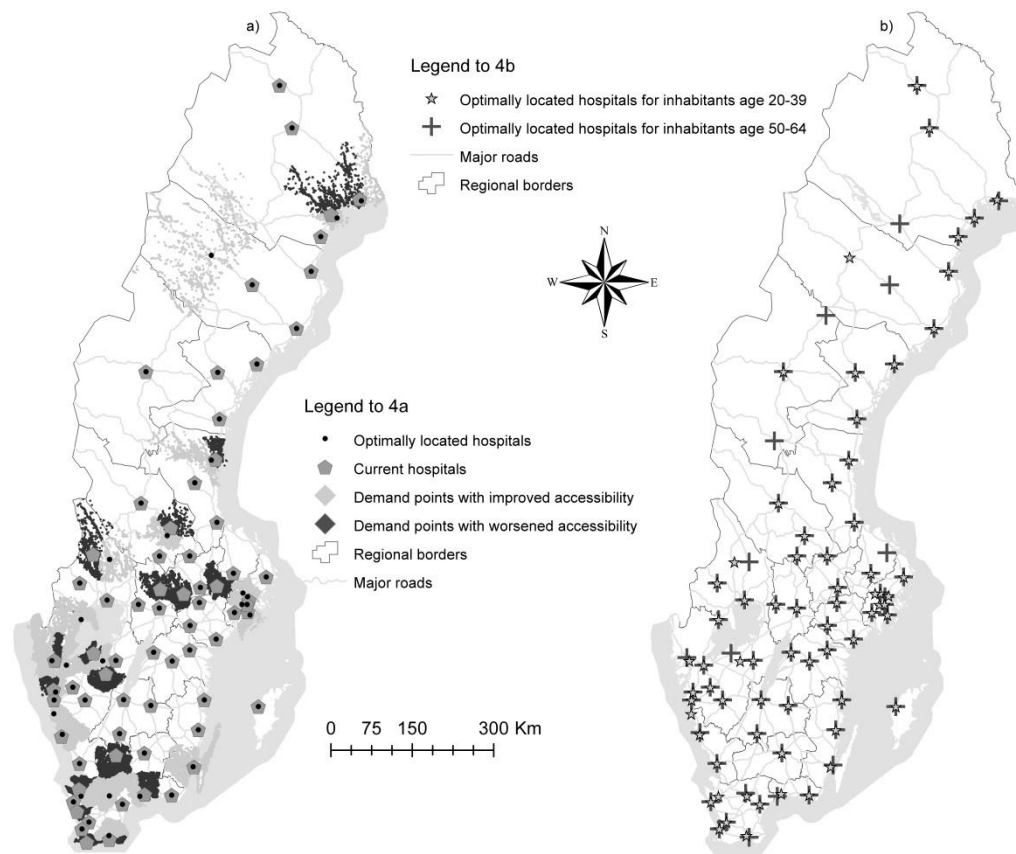 a)
b)
Legend to 4b
Optimally located hospitals for inhabitants age 20-39
Optimally located hospitals for inhabitants age 50-64
Major roads
Regional borders
N
W
E
S
Legend to 4a
Optimally located hospitals
Current hospitals
Demand points with improved accessibility
Demand points with worsened accessibility
Regional borders
Major roads
0 75 150 300 Km